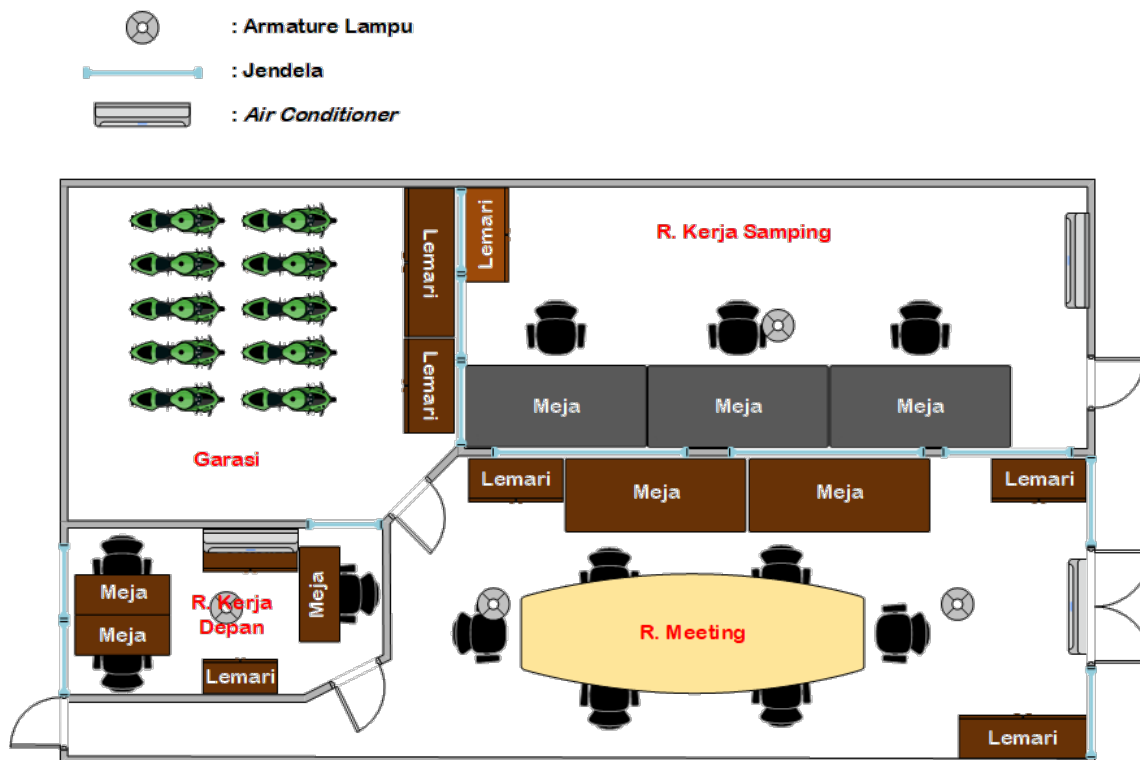 : Armature Lampu
: Jendela
: Air Conditioner
Lemari
Lemari
R. Kerja Samping
Lemari
Meja
Meja
Meja
Garasi
Lemari
Meja
Meja
Lemari
Meja
R. Kerja
Depan
Meja
Meja
R. Meeting
Lemari
Lemari